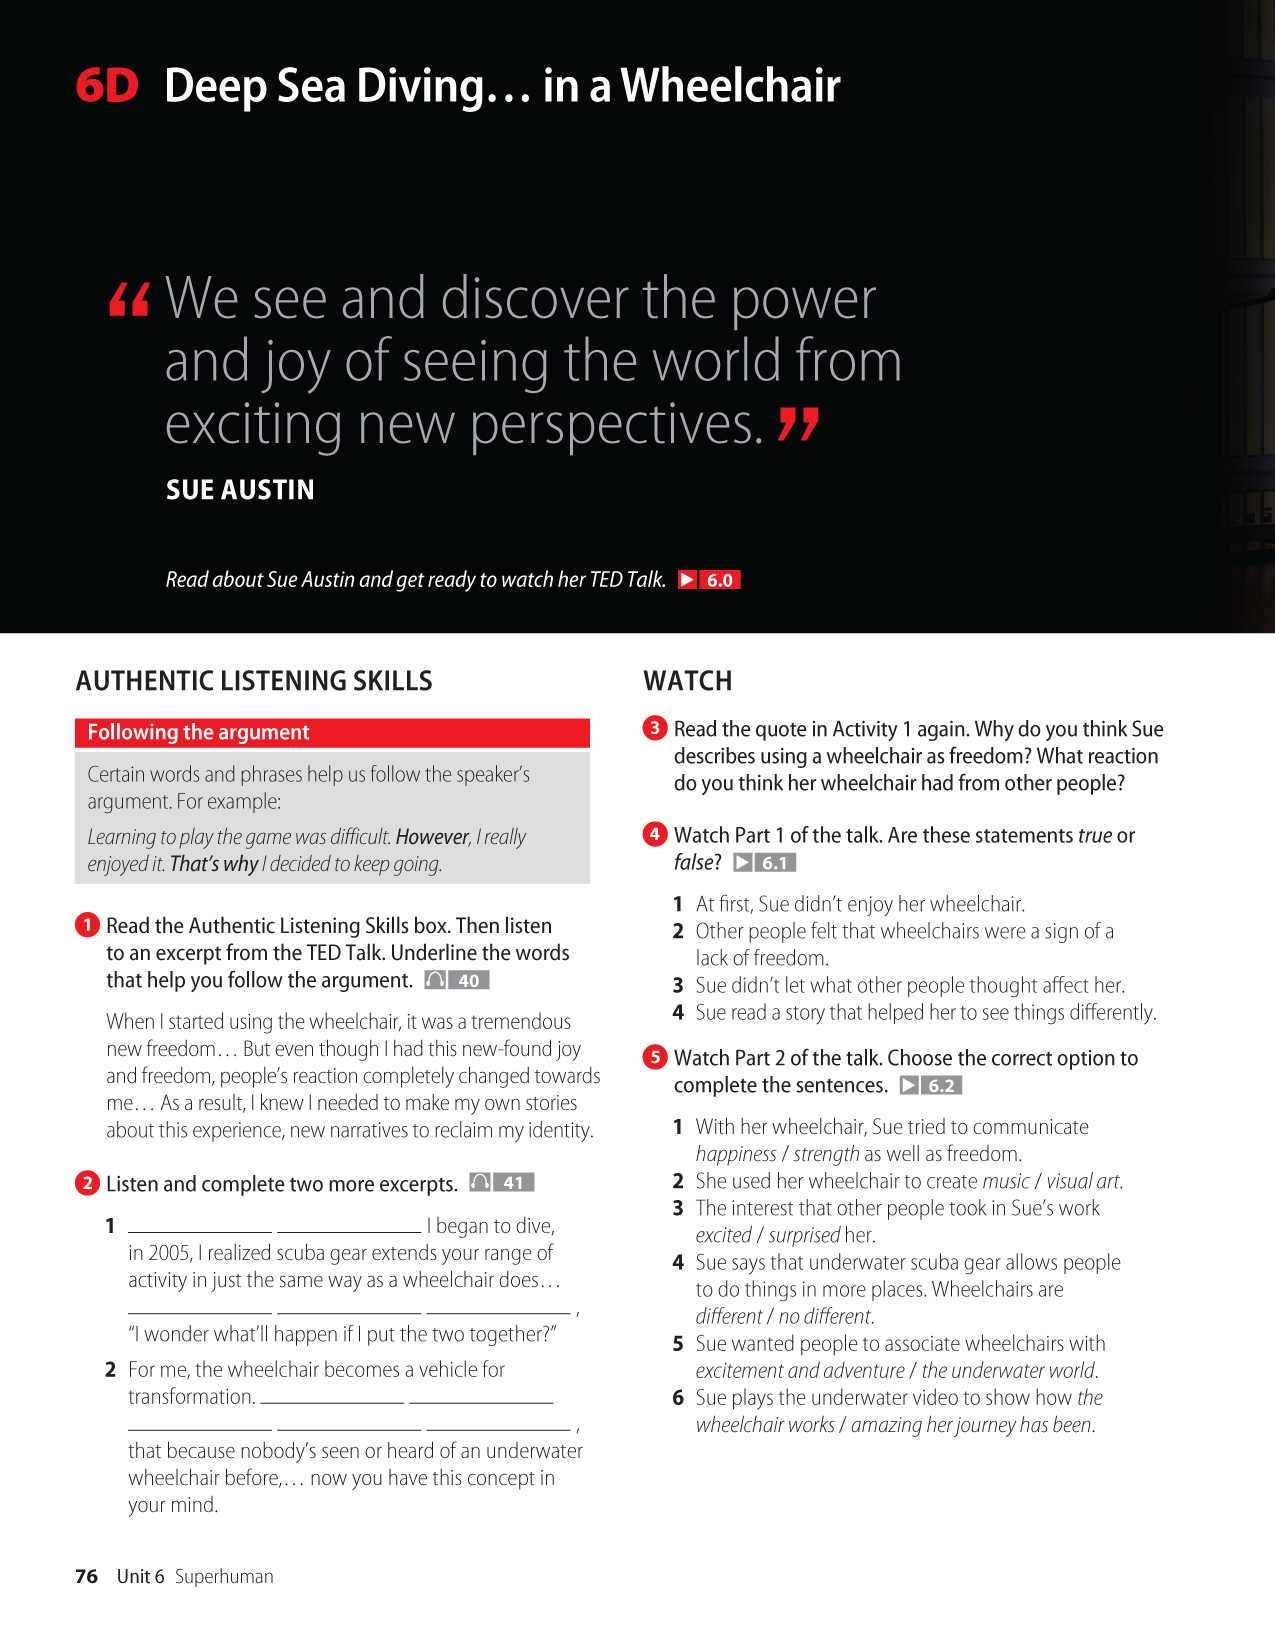 6D Deep Sea Diving… in a Wheelchair
“ We see and discover the power
and joy of seeing the world from
exciting new perspectives. ”
SUE AUSTIN
Read about Sue Austin and get ready to watch her TED Talk. ▶ 6.0
AUTHENTIC LISTENING SKILLS
Following the argument
Certain words and phrases help us follow the speaker’s
argument. For example:
Learning to play the game was difficult. However, I really
enjoyed it. That’s why I decided to keep going.
1 Read the Authentic Listening Skills box. Then listen
to an excerpt from the TED Talk. Underline the words
that help you follow the argument. 40
When I started using the wheelchair, it was a tremendous
new freedom… But even though I had this new-found joy
and freedom, people’s reaction completely changed towards
me… As a result, I knew I needed to make my own stories
about this experience, new narratives to reclaim my identity.
2 Listen and complete two more excerpts. 41
1 ____________ ____________ I began to dive,
in 2005, I realized scuba gear extends your range of
activity in just the same way as a wheelchair does…
____________ ____________ ____________ ,
“I wonder what’ll happen if I put the two together?”
2 For me, the wheelchair becomes a vehicle for
transformation. ____________ ____________
____________ ____________ ____________ ,
that because nobody’s seen or heard of an underwater
wheelchair before,… now you have this concept in
your mind.
WATCH
3 Read the quote in Activity 1 again. Why do you think Sue
describes using a wheelchair as freedom? What reaction
do you think her wheelchair had from other people?
4 Watch Part 1 of the talk. Are these statements true or
false? ▶ 6.1
1 At first, Sue didn’t enjoy her wheelchair.
2 Other people felt that wheelchairs were a sign of a
lack of freedom.
3 Sue didn’t let what other people thought affect her.
4 Sue read a story that helped her to see things differently.
5 Watch Part 2 of the talk. Choose the correct option to
complete the sentences. ▶ 6.2
1 With her wheelchair, Sue tried to communicate
happiness / strength as well as freedom.
2 She used her wheelchair to create music / visual art.
3 The interest that other people took in Sue’s work
excited / surprised her.
4 Sue says that underwater scuba gear allows people
to do things in more places. Wheelchairs are
different / no different.
5 Sue wanted people to associate wheelchairs with
excitement and adventure / the underwater world.
6 Sue plays the underwater video to show how the
wheelchair works / amazing her journey has been.
76 Unit 6 Superhuman